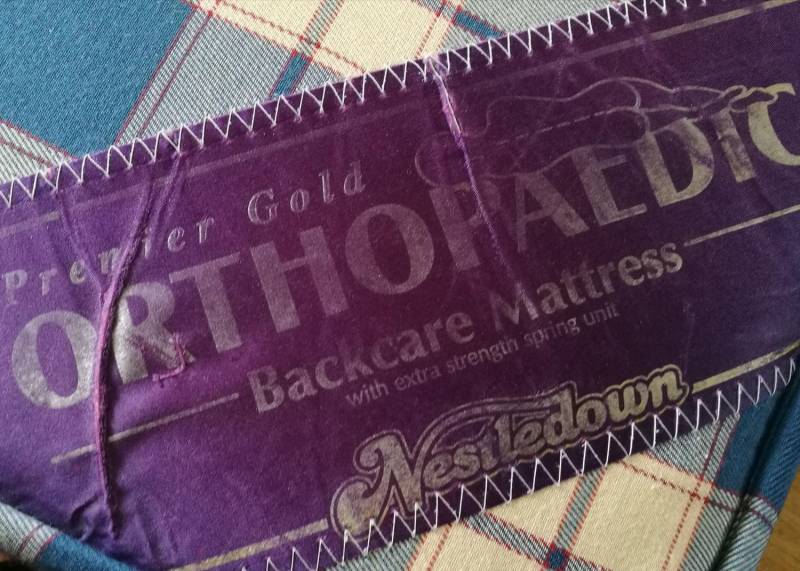 Premier Gold
ORTHOPAEDIC
Backcare Mattress
with extra strength spring unit
Nestledown